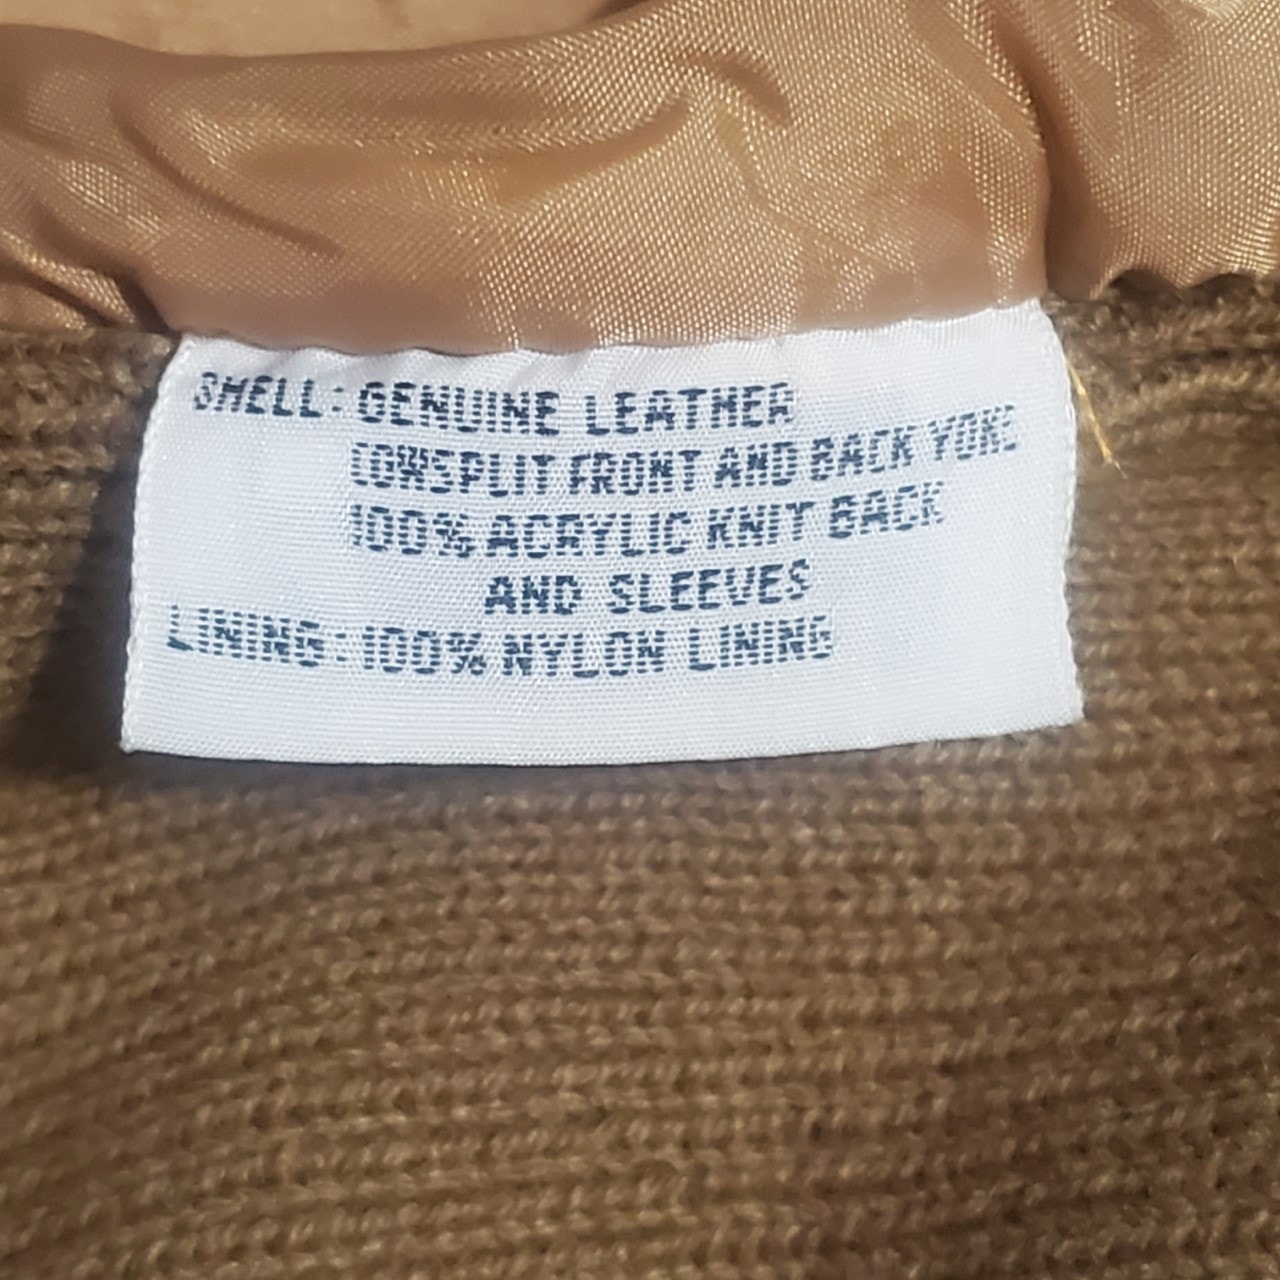 SHELL: GENUINE LEATHER
COWSPLIT FRONT AND BACK YOKE
100% ACRYLIC KNIT BACK
AND SLEEVES
LINING: 100% NYLON LINING